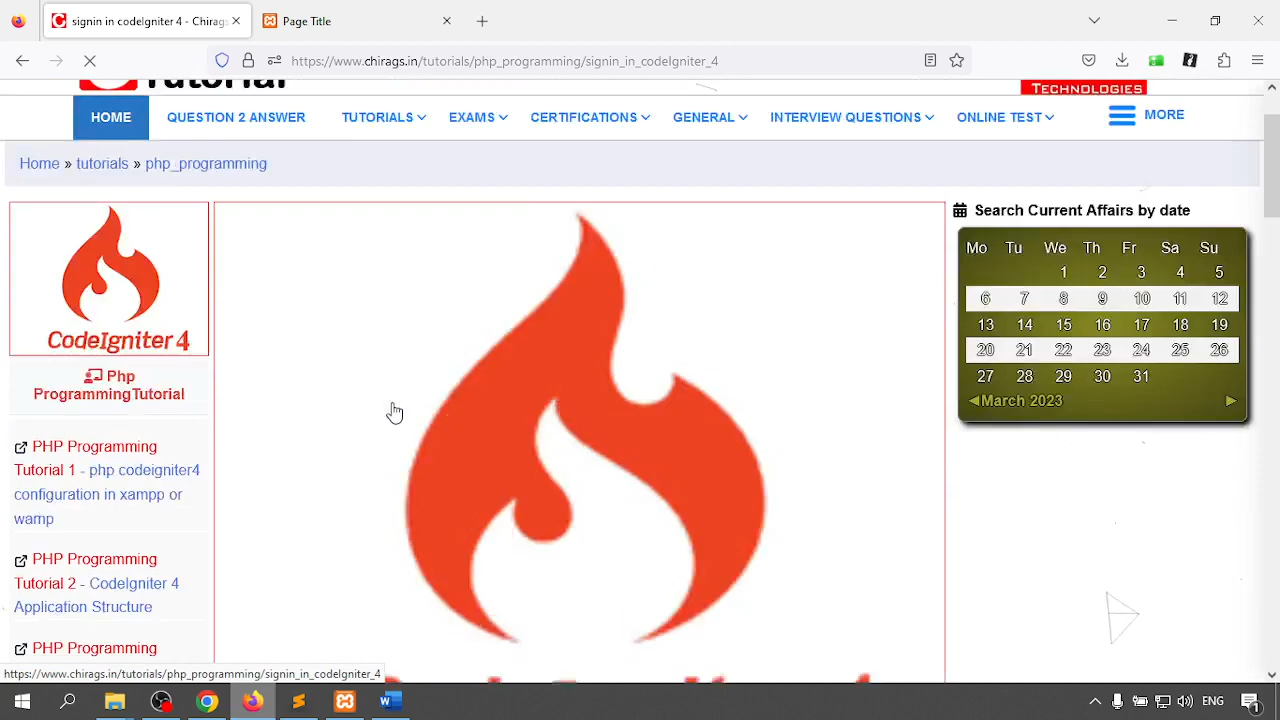 signin in codeIgniter 4 - Chirags
Page Title
https://www.chirags.in/tutorials/php_programming/signin_in_codeIgniter_4
Tutorial
TECHNOLOGIES
HOME
QUESTION 2 ANSWER
TUTORIALS
EXAMS
CERTIFICATIONS
GENERAL
INTERVIEW QUESTIONS
ONLINE TEST
MORE
Home » tutorials » php_programming
CodeIgniter 4
Php
ProgrammingTutorial
PHP Programming
Tutorial 1 - php codeigniter4
configuration in xampp or
wamp
PHP Programming
Tutorial 2 - CodeIgniter 4
Application Structure
PHP Programming
Search Current Affairs by date
Mo Tu We Th Fr Sa Su
1 2 3 4 5
6 7 8 9 10 11 12
13 14 15 16 17 18 19
20 21 22 23 24 25 26
27 28 29 30 31
◀March 2023 ▶
https://www.chirags.in/tutorials/php_programming/signin_in_codeIgniter_4
ENG
1